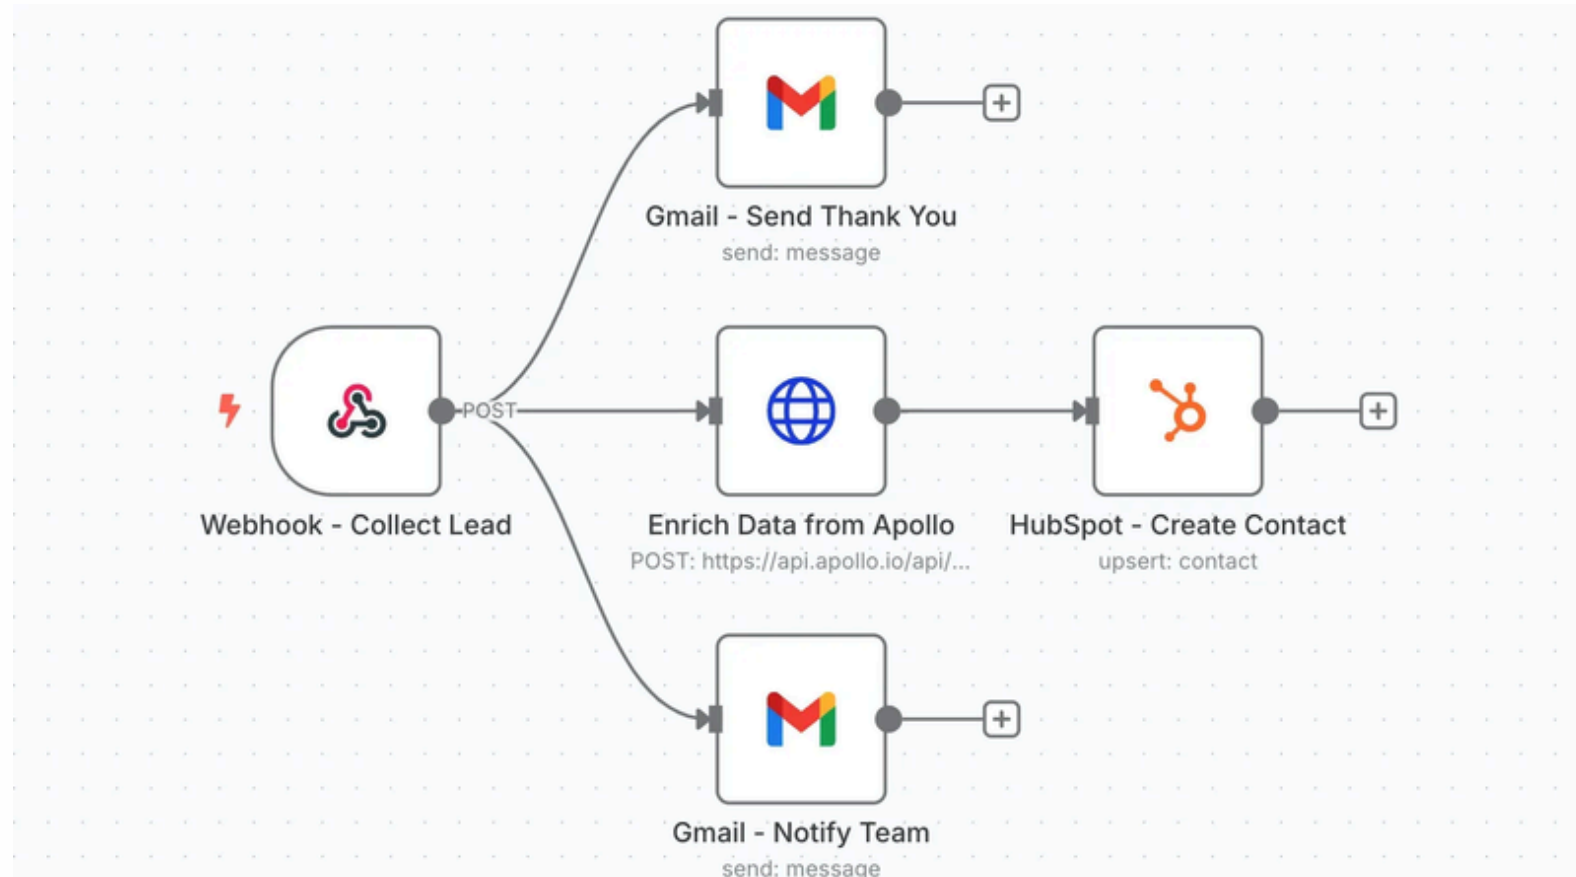 Gmail - Send Thank You
send: message
POST
Webhook - Collect Lead
Enrich Data from Apollo
POST: https://api.apollo.io/api/...
HubSpot - Create Contact
upsert: contact
Gmail - Notify Team
send: message